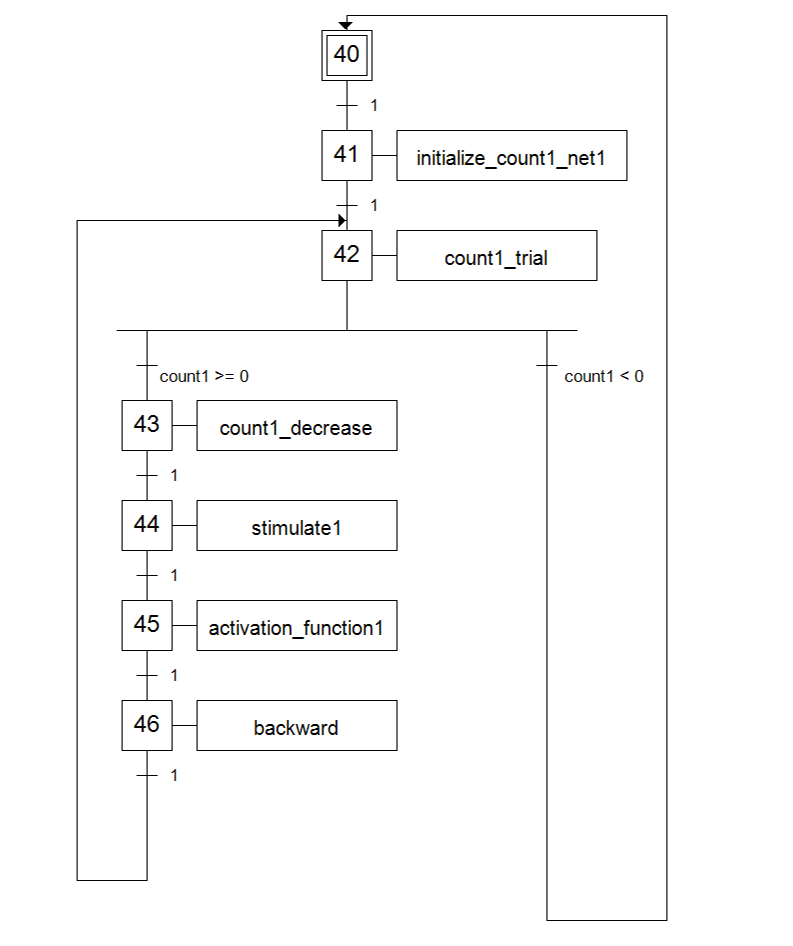 40
1
41
initialize_count1_net1
1
42
count1_trial
count1 >= 0
count1 < 0
43
count1_decrease
1
44
stimulate1
1
45
activation_function1
1
46
backward
1